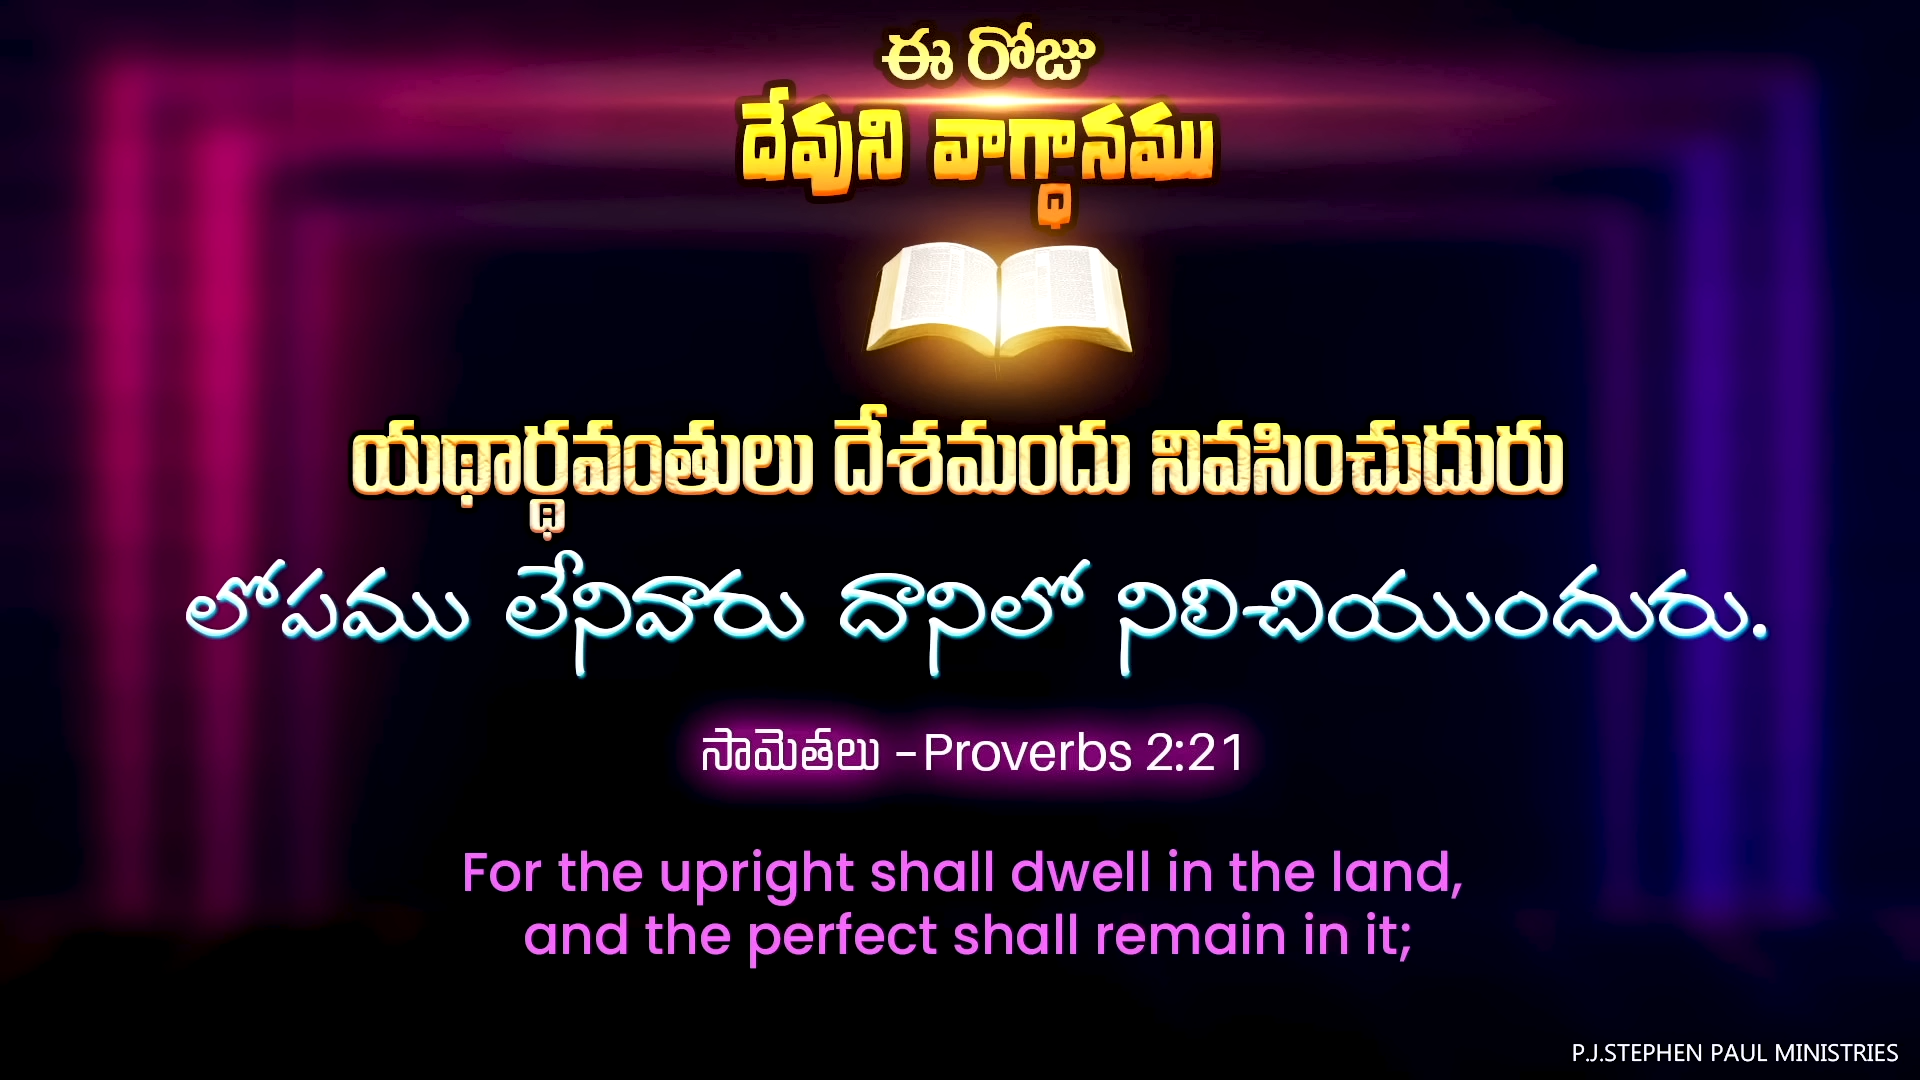 ఈ రోజు
దేవుని వాగ్ధానము
యథార్థవంతులు దేశమందు నివసించుదురు
లోపము లేనివారు దానిలో నిలిచియుందురు.
సామెతలు -Proverbs 2:21
For the upright shall dwell in the land,
and the perfect shall remain in it;
P.J.STEPHEN PAUL MINISTRIES